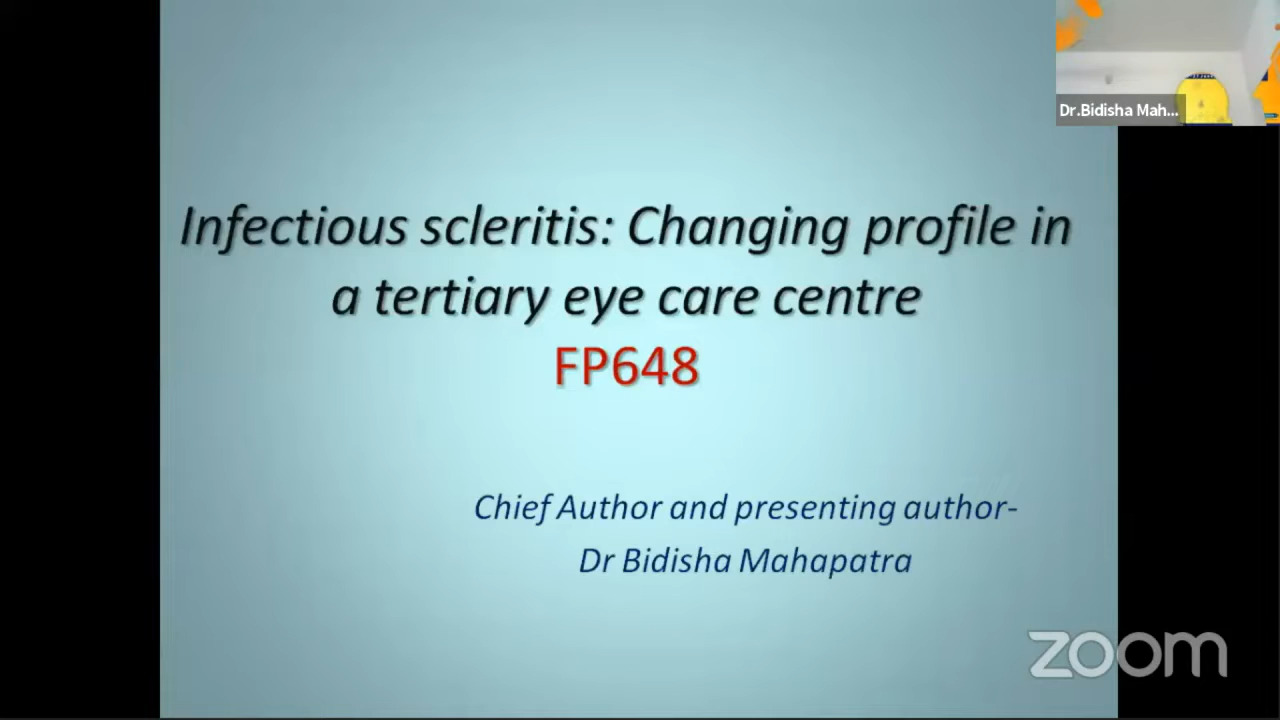 Dr.Bidisha Mah...
Infectious scleritis: Changing profile in
a tertiary eye care centre
FP648
Chief Author and presenting author-
Dr Bidisha Mahapatra
zoom